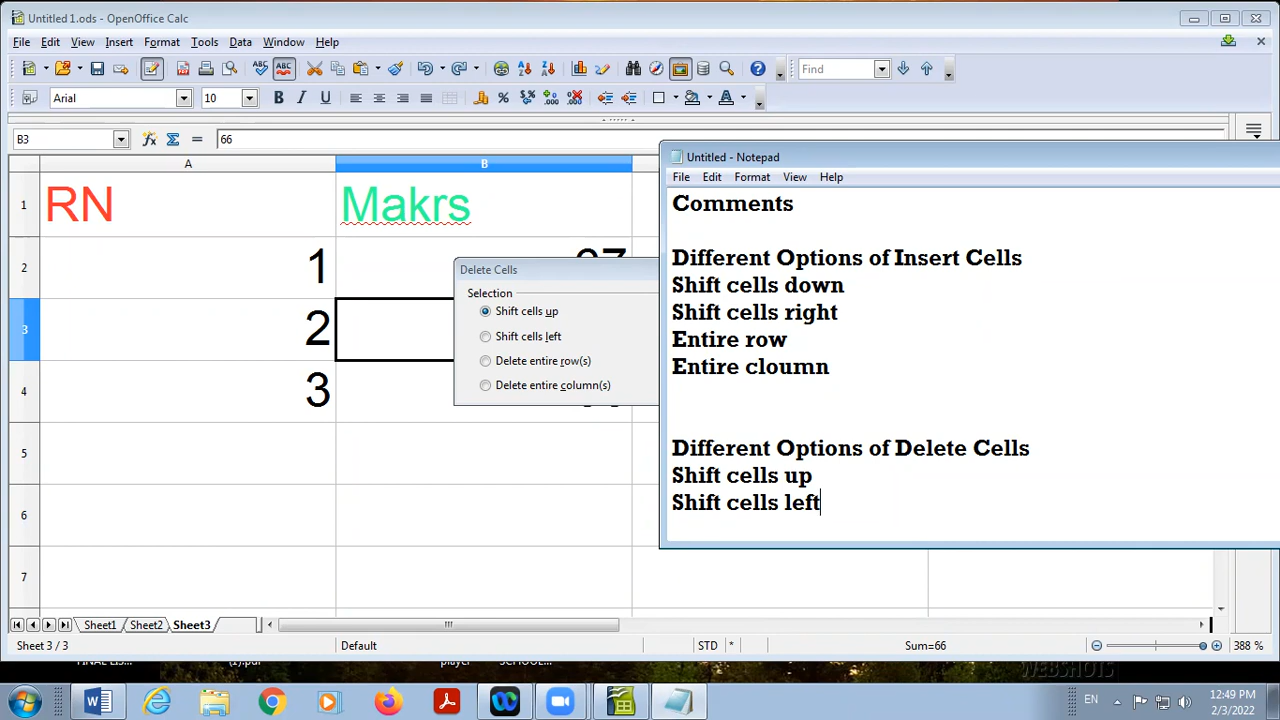 Untitled 1.ods - OpenOffice Calc
File Edit View Insert Format Tools Data Window Help
Find
Arial 10
B3 66
A B
1 RN Makrs
2 1
3 2
4 3
5
6
7
Delete Cells
Selection
Shift cells up
Shift cells left
Delete entire row(s)
Delete entire column(s)
Untitled - Notepad
File Edit Format View Help
Comments
Different Options of Insert Cells
Shift cells down
Shift cells right
Entire row
Entire cloumn
Different Options of Delete Cells
Shift cells up
Shift cells left
Sheet1 Sheet2 Sheet3
Sheet 3 / 3 Default STD * Sum=66 388 %
WEBSHOTS
EN 12:49 PM
2/3/2022